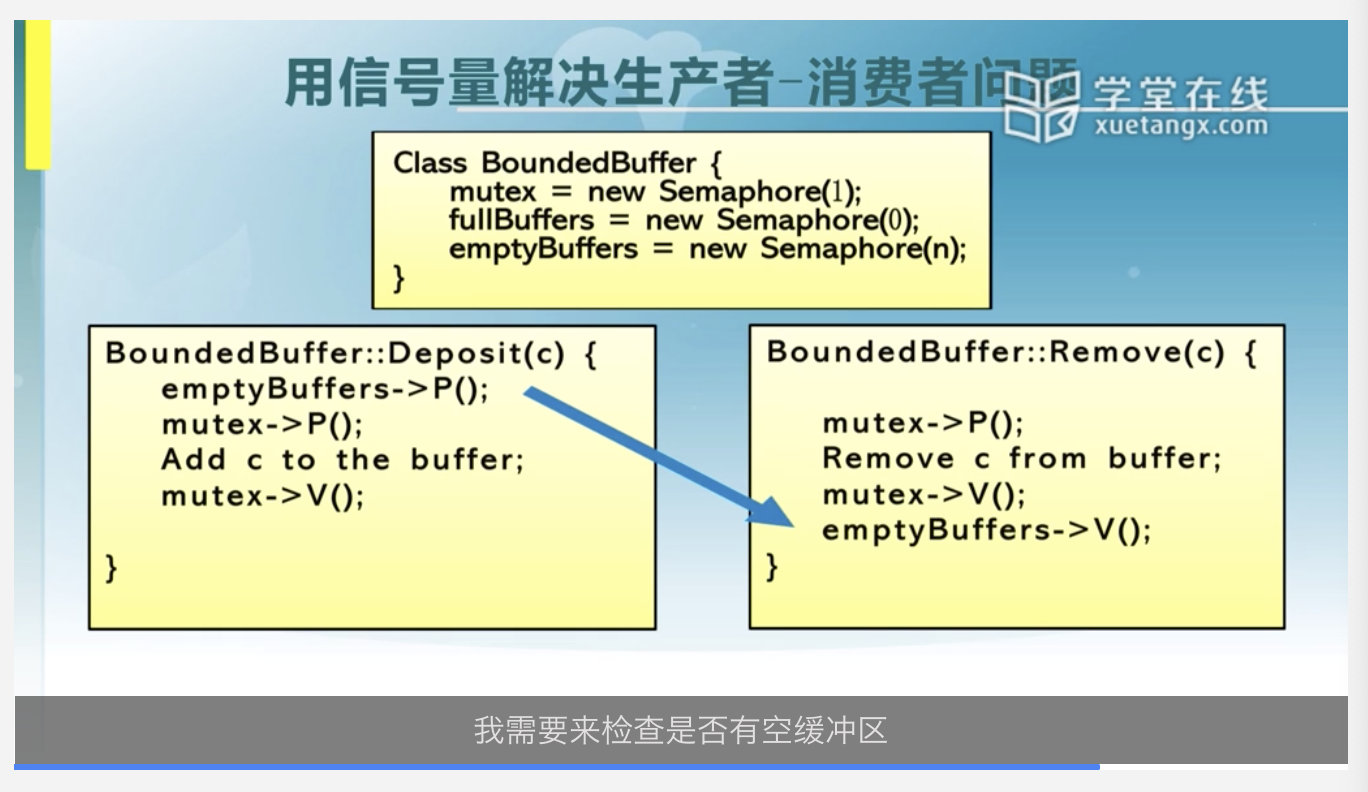 用信号量解决生产者-消费者问题
学堂在线
xuetangx.com
Class BoundedBuffer {
mutex = new Semaphore(1);
fullBuffers = new Semaphore(0);
emptyBuffers = new Semaphore(n);
}
BoundedBuffer::Deposit(c) {
emptyBuffers->P();
mutex->P();
Add c to the buffer;
mutex->V();
}
BoundedBuffer::Remove(c) {
mutex->P();
Remove c from buffer;
mutex->V();
emptyBuffers->V();
}
我需要来检查是否有空缓冲区